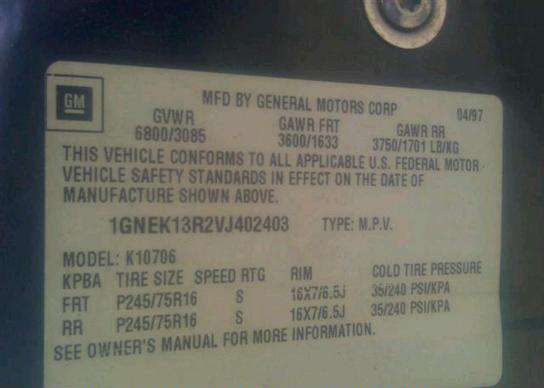 GM
MFD BY GENERAL MOTORS CORP 04/97
GVWR GAWR FRT GAWR RR
6800/3085 3600/1633 3750/1701 LB/KG
THIS VEHICLE CONFORMS TO ALL APPLICABLE U.S. FEDERAL MOTOR
VEHICLE SAFETY STANDARDS IN EFFECT ON THE DATE OF
MANUFACTURE SHOWN ABOVE.
1GNEK13R2VJ402403 TYPE: M.P.V.
MODEL: K10706
KPBA TIRE SIZE SPEED RTG RIM COLD TIRE PRESSURE
FRT P245/75R16 S 16X7/6.5J 35/240 PSI/KPA
RR P245/75R16 S 16X7/6.5J 35/240 PSI/KPA
SEE OWNER'S MANUAL FOR MORE INFORMATION.